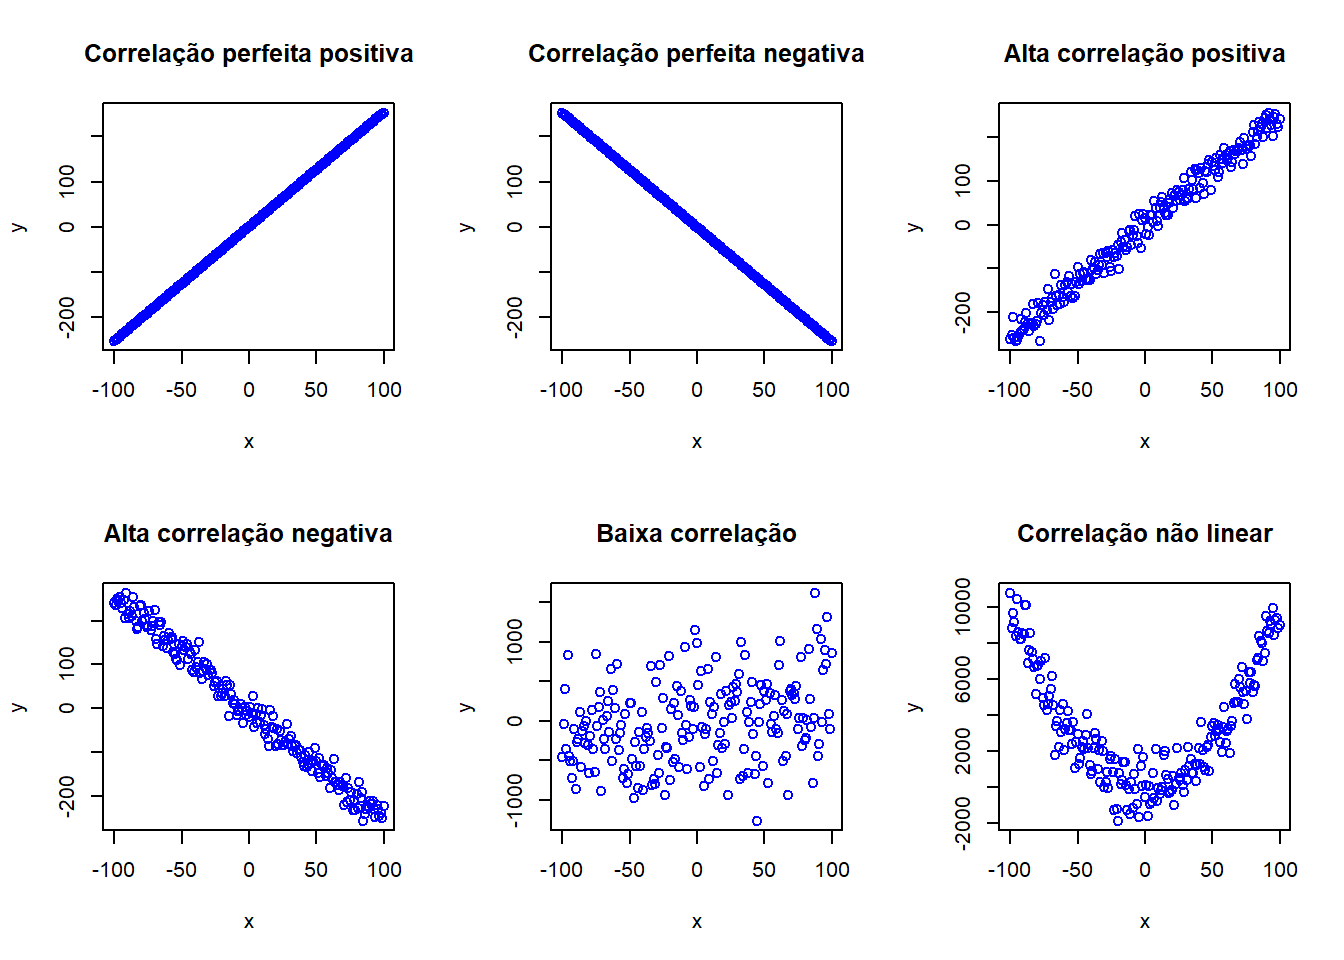 Correlação perfeita positiva
y
-200 0 100
-100 -50 0 50 100
x
Correlação perfeita negativa
y
-200 0 100
-100 -50 0 50 100
x
Alta correlação positiva
y
-200 0 100
-100 -50 0 50 100
x
Alta correlação negativa
y
-200 0 100
-100 -50 0 50 100
x
Baixa correlação
y
-1000 0 1000
-100 -50 0 50 100
x
Correlação não linear
y
-2000 2000 6000 10000
-100 -50 0 50 100
x